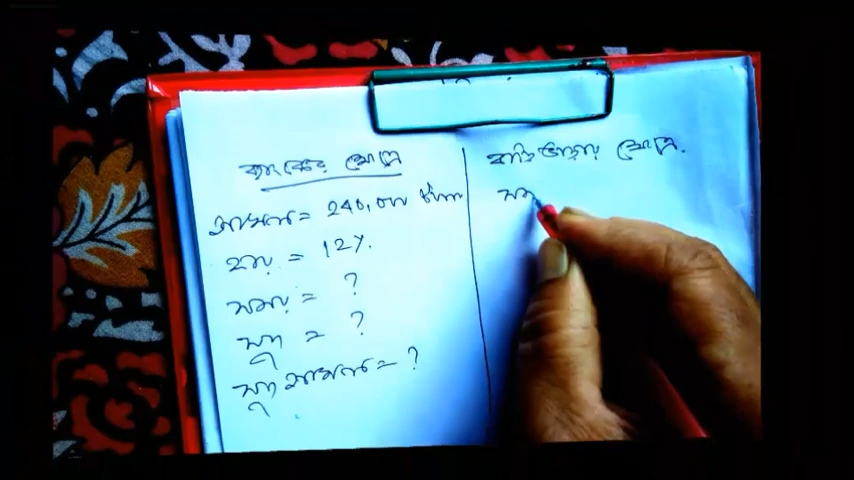 ব্যাংকের ক্ষেত্রে
আসল = 240,000 টাকা
হার = 12%.
সময় = ?
সুদ = ?
সুদ আসল = ?
বাড়ি ভাড়ার ক্ষেত্রে.